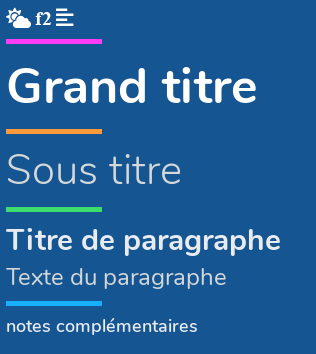 f2
Grand titre
Sous titre
Titre de paragraphe
Texte du paragraphe
notes complémentaires